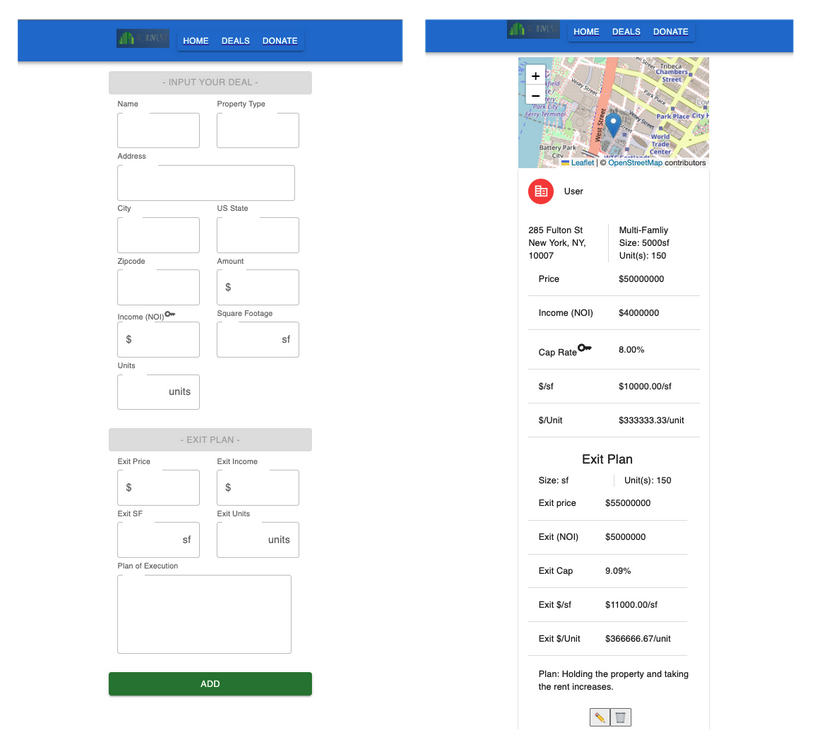 HOME DEALS DONATE
- INPUT YOUR DEAL -
Name Property Type
Address
City US State
Zipcode Amount
$
Income (NOI) Square Footage
$ sf
Units
units
- EXIT PLAN -
Exit Price Exit Income
$ $
Exit SF Exit Units
sf units
Plan of Execution
ADD
HOME DEALS DONATE
+
−
Tribeca
Chambers
Street
Park Place
West Street
World
Trade
Center
Battery Park
City
Leaflet | © OpenStreetMap contributors
User
285 Fulton St
New York, NY,
10007
Multi-Famliy
Size: 5000sf
Unit(s): 150
Price $50000000
Income (NOI) $4000000
Cap Rate 8.00%
$/sf $10000.00/sf
$/Unit $333333.33/unit
Exit Plan
Size: sf Unit(s): 150
Exit price $55000000
Exit (NOI) $5000000
Exit Cap 9.09%
Exit $/sf $11000.00/sf
Exit $/Unit $366666.67/unit
Plan: Holding the property and taking
the rent increases.